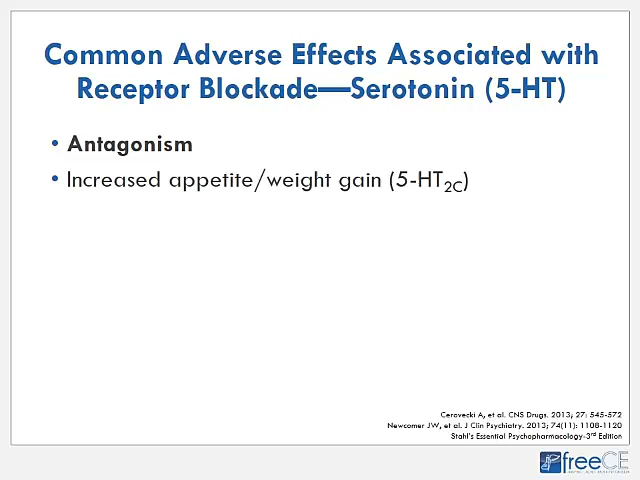 Common Adverse Effects Associated with
Receptor Blockade—Serotonin (5-HT)
• Antagonism
• Increased appetite/weight gain (5-HT2C)
Cerovecki A, et al. CNS Drugs. 2013; 27: 545-572
Newcomer JW, et al. J Clin Psychiatry. 2013; 74(11): 1108-1120
Stahl's Essential Psychopharmacology-3rd Edition
freeCE